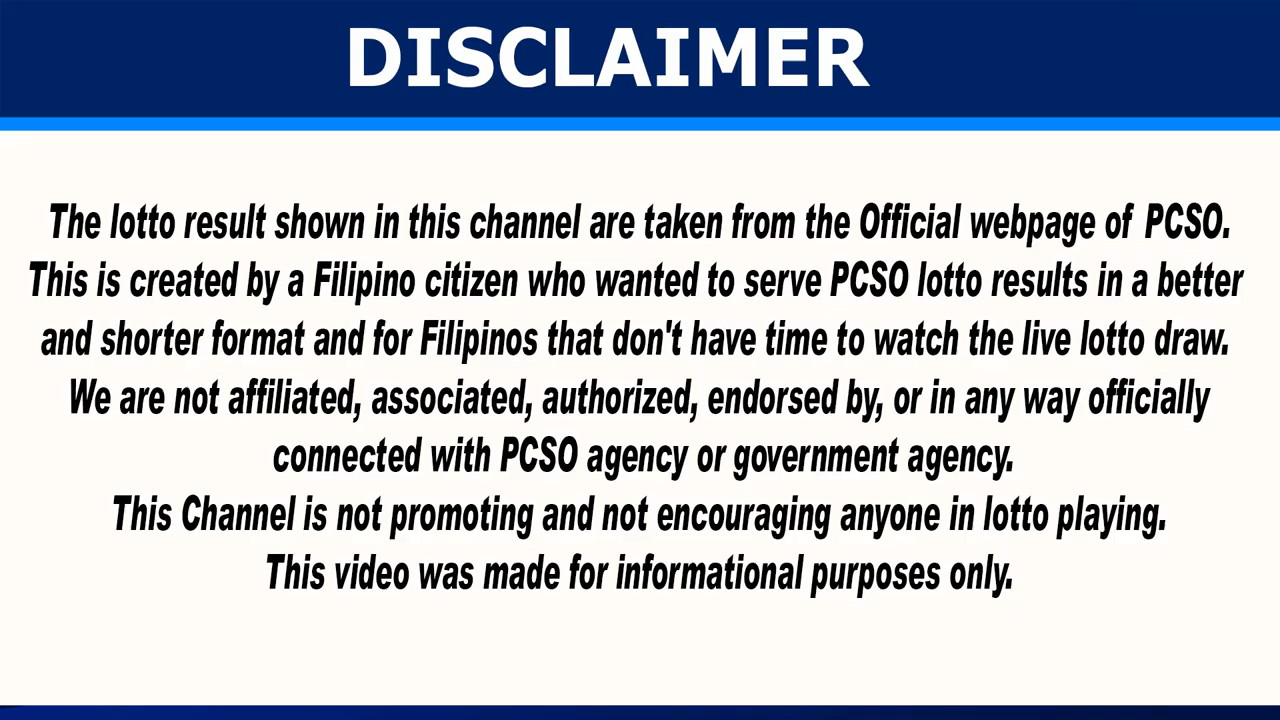 DISCLAIMER
The lotto result shown in this channel are taken from the Official webpage of PCSO.
This is created by a Filipino citizen who wanted to serve PCSO lotto results in a better
and shorter format and for Filipinos that don't have time to watch the live lotto draw.
We are not affiliated, associated, authorized, endorsed by, or in any way officially
connected with PCSO agency or government agency.
This Channel is not promoting and not encouraging anyone in lotto playing.
This video was made for informational purposes only.